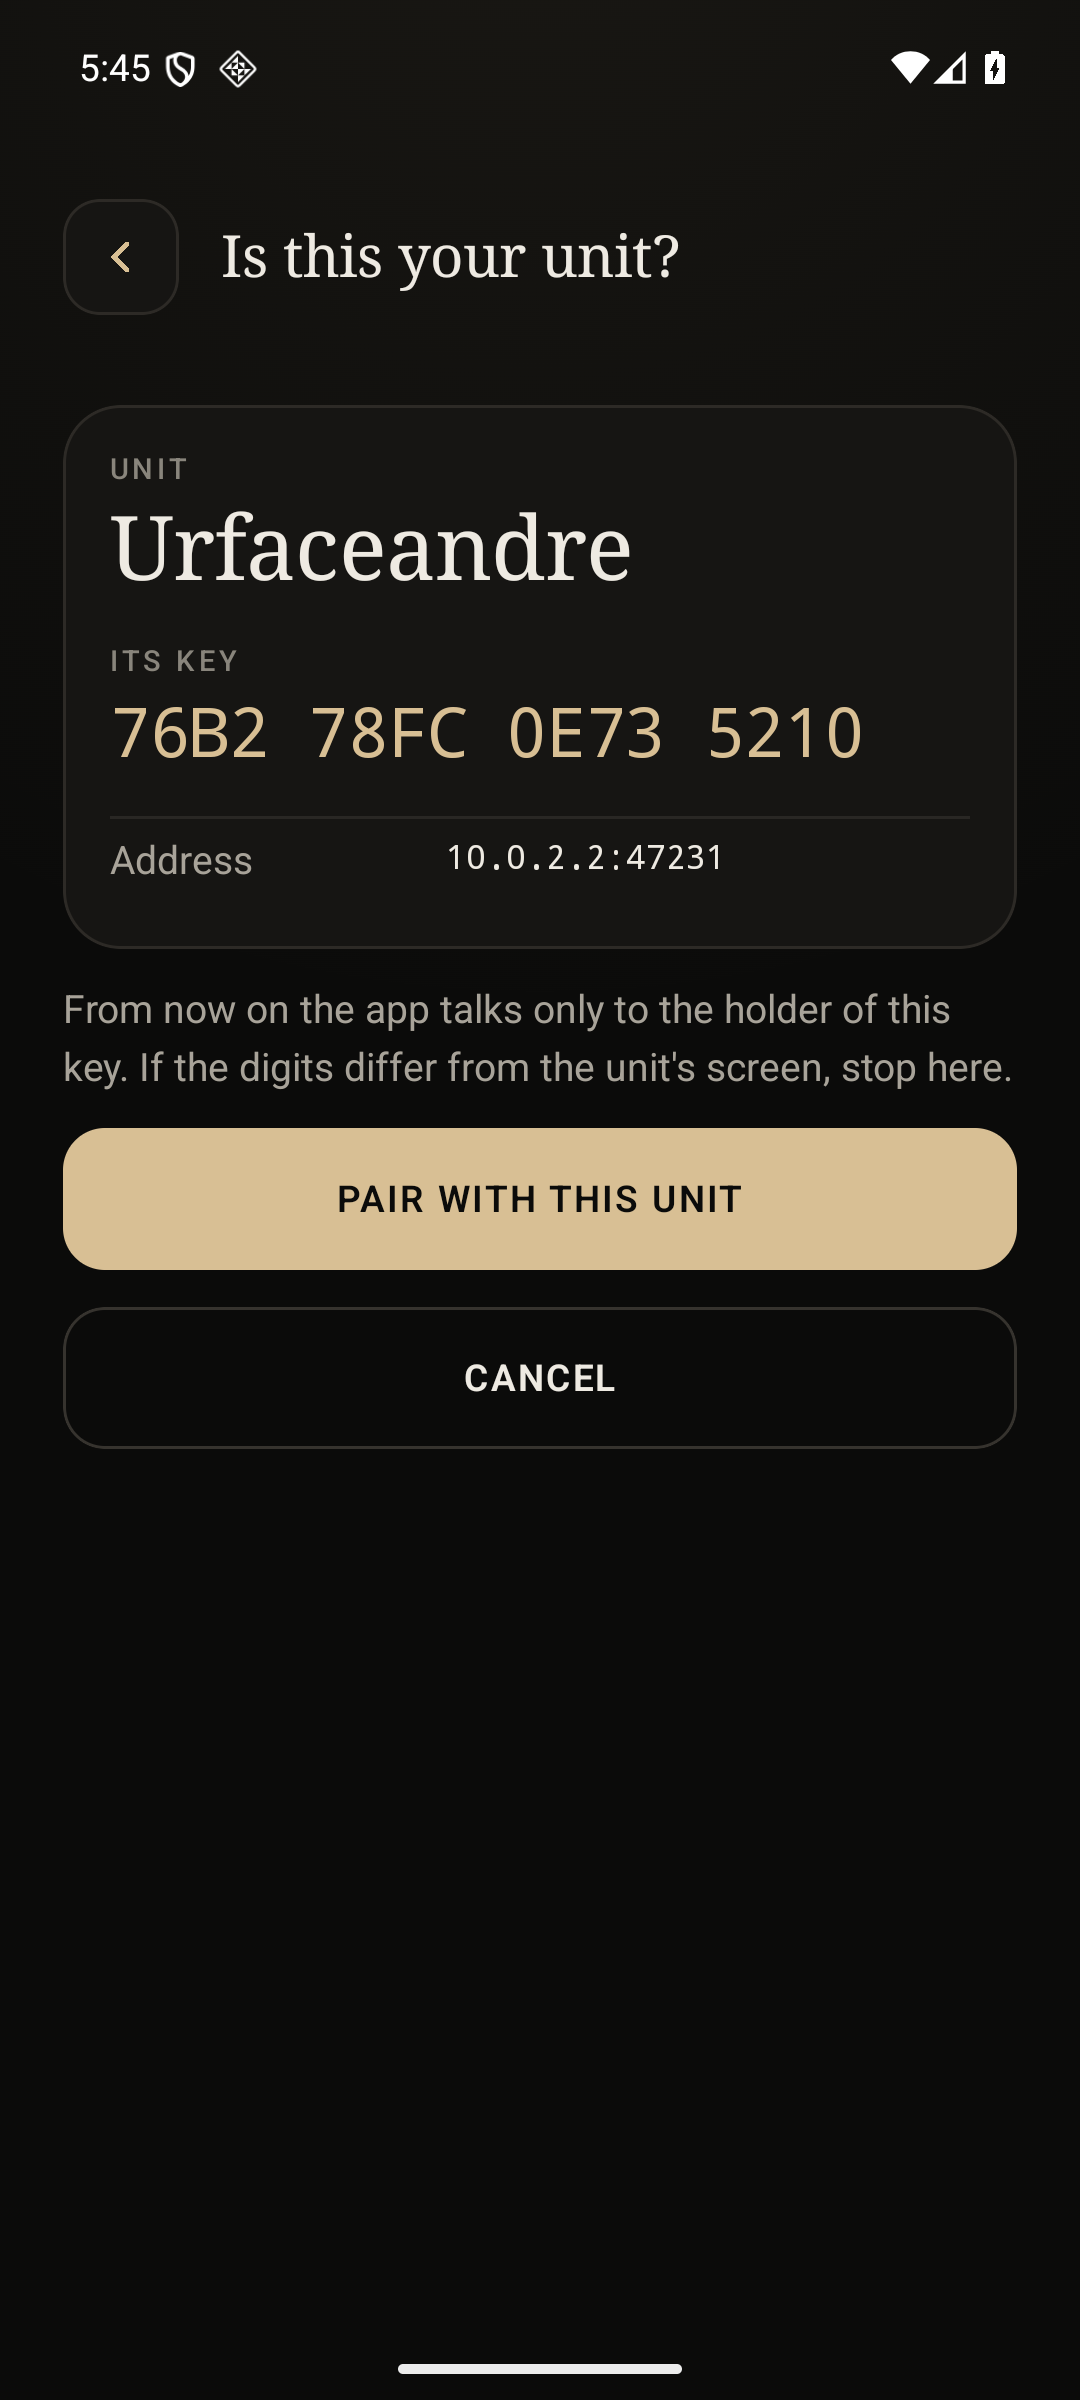 5:45
Is this your unit?
UNIT
Urfaceandre
ITS KEY
76B2 78FC 0E73 5210
Address 10.0.2.2:47231
From now on the app talks only to the holder of this
key. If the digits differ from the unit's screen, stop here.
PAIR WITH THIS UNIT
CANCEL